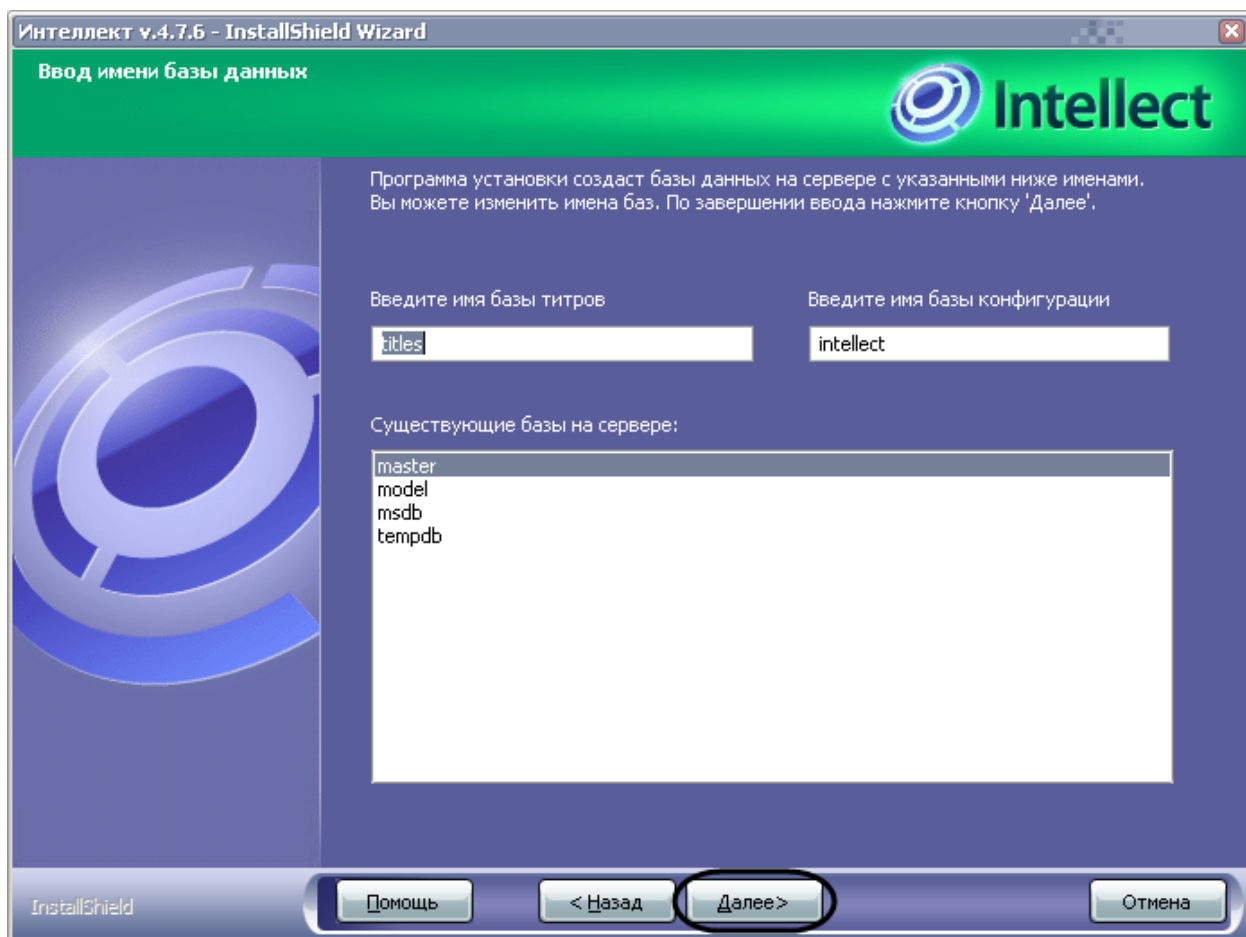 Интеллект v.4.7.6 - InstallShield Wizard
Ввод имени базы данных
Intellect
Программа установки создаст базы данных на сервере с указанными ниже именами.
Вы можете изменить имена баз. По завершении ввода нажмите кнопку 'Далее'.
Введите имя базы титров
Введите имя базы конфигурации
titles
intellect
Существующие базы на сервере:
master
model
msdb
tempdb
InstallShield
Помощь
< Назад
Далее>
Отмена